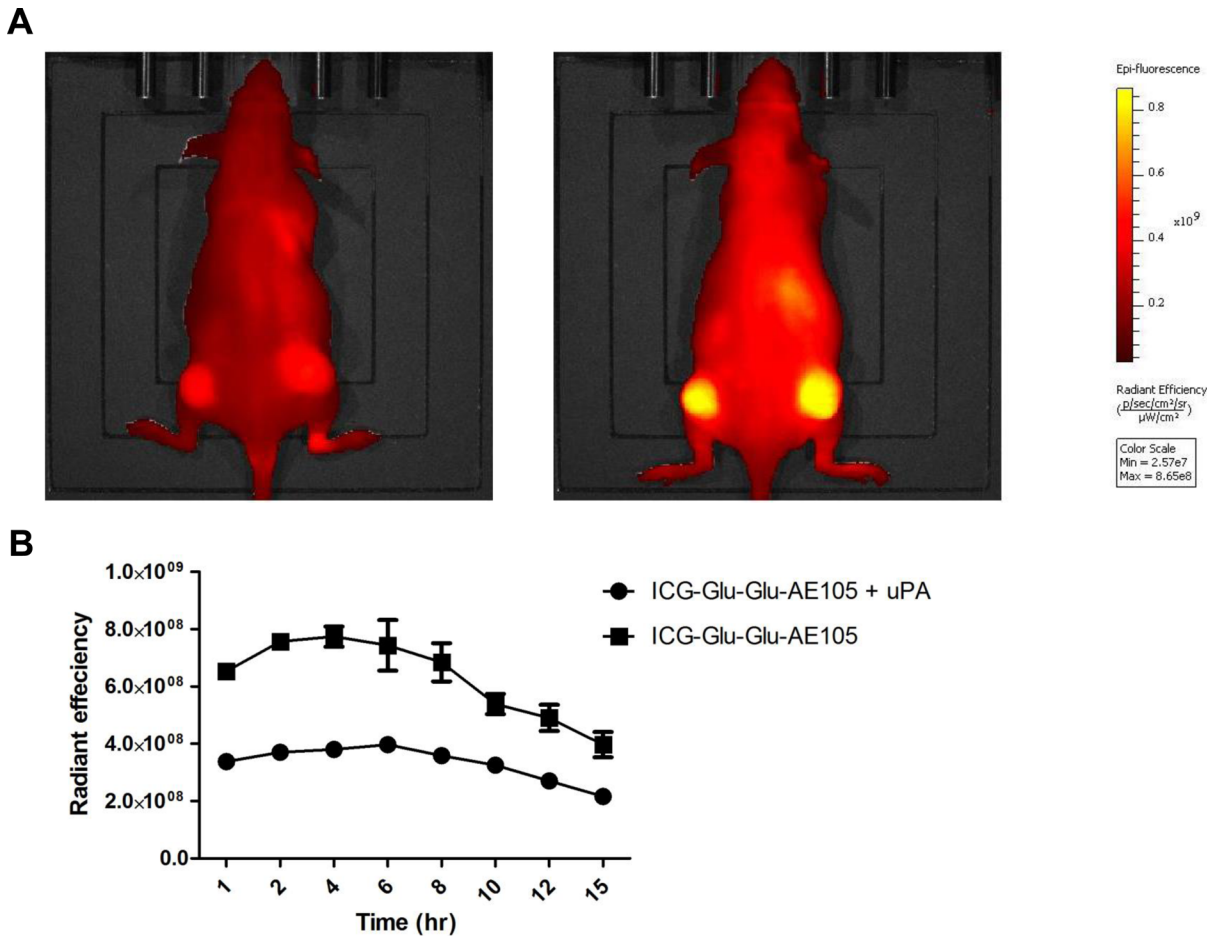 A
Epi-fluorescence
0.8
0.6
x10⁹
0.4
0.2
Radiant Efficiency
(p/sec/cm²/sr
µW/cm²)
Color Scale
Min = 2.57e7
Max = 8.65e8
B
Radiant effeciency
1.0×10⁰⁹
8.0×10⁰⁸
6.0×10⁰⁸
4.0×10⁰⁸
2.0×10⁰⁸
0.0
1 2 4 6 8 10 12 15
Time (hr)
ICG-Glu-Glu-AE105 + uPA
ICG-Glu-Glu-AE105